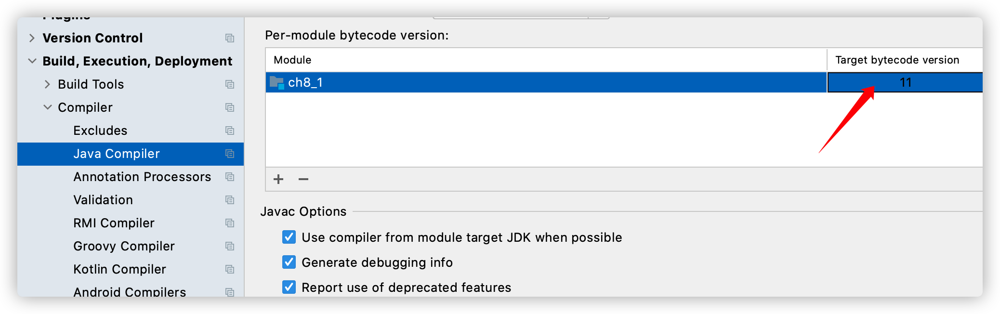 Plugins
Version Control
Build, Execution, Deployment
Build Tools
Compiler
Excludes
Java Compiler
Annotation Processors
Validation
RMI Compiler
Groovy Compiler
Kotlin Compiler
Android Compilers
Per-module bytecode version:
Module Target bytecode version
ch8_1 11
Javac Options
Use compiler from module target JDK when possible
Generate debugging info
Report use of deprecated features